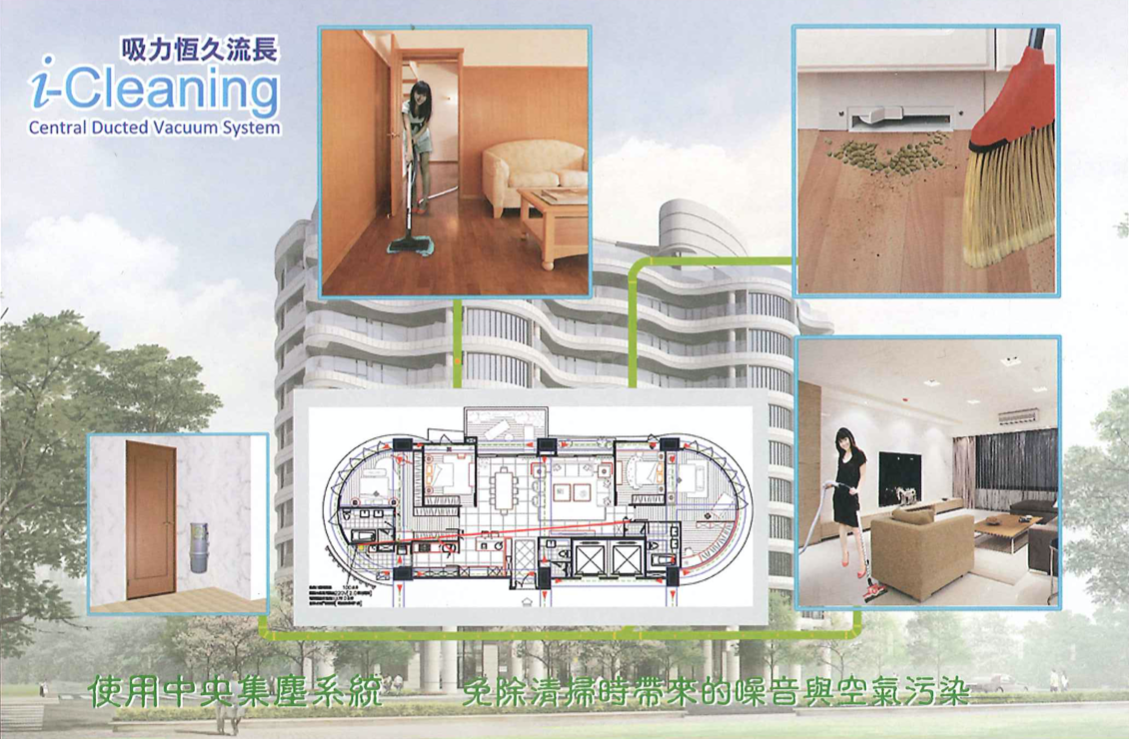 吸力恆久流長
i-Cleaning
Central Ducted Vacuum System
使用中央集塵系統
免除清掃時帶來的噪音與空氣污染